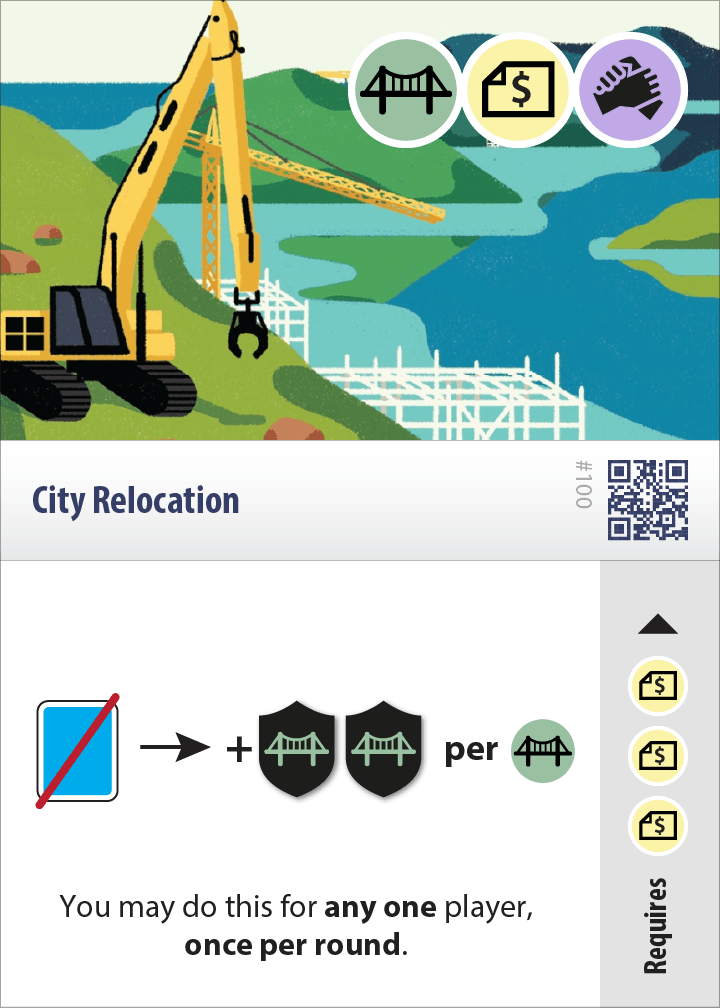 $
City Relocation
#100
+ per
$
$
$
You may do this for any one player,
once per round.
Requires